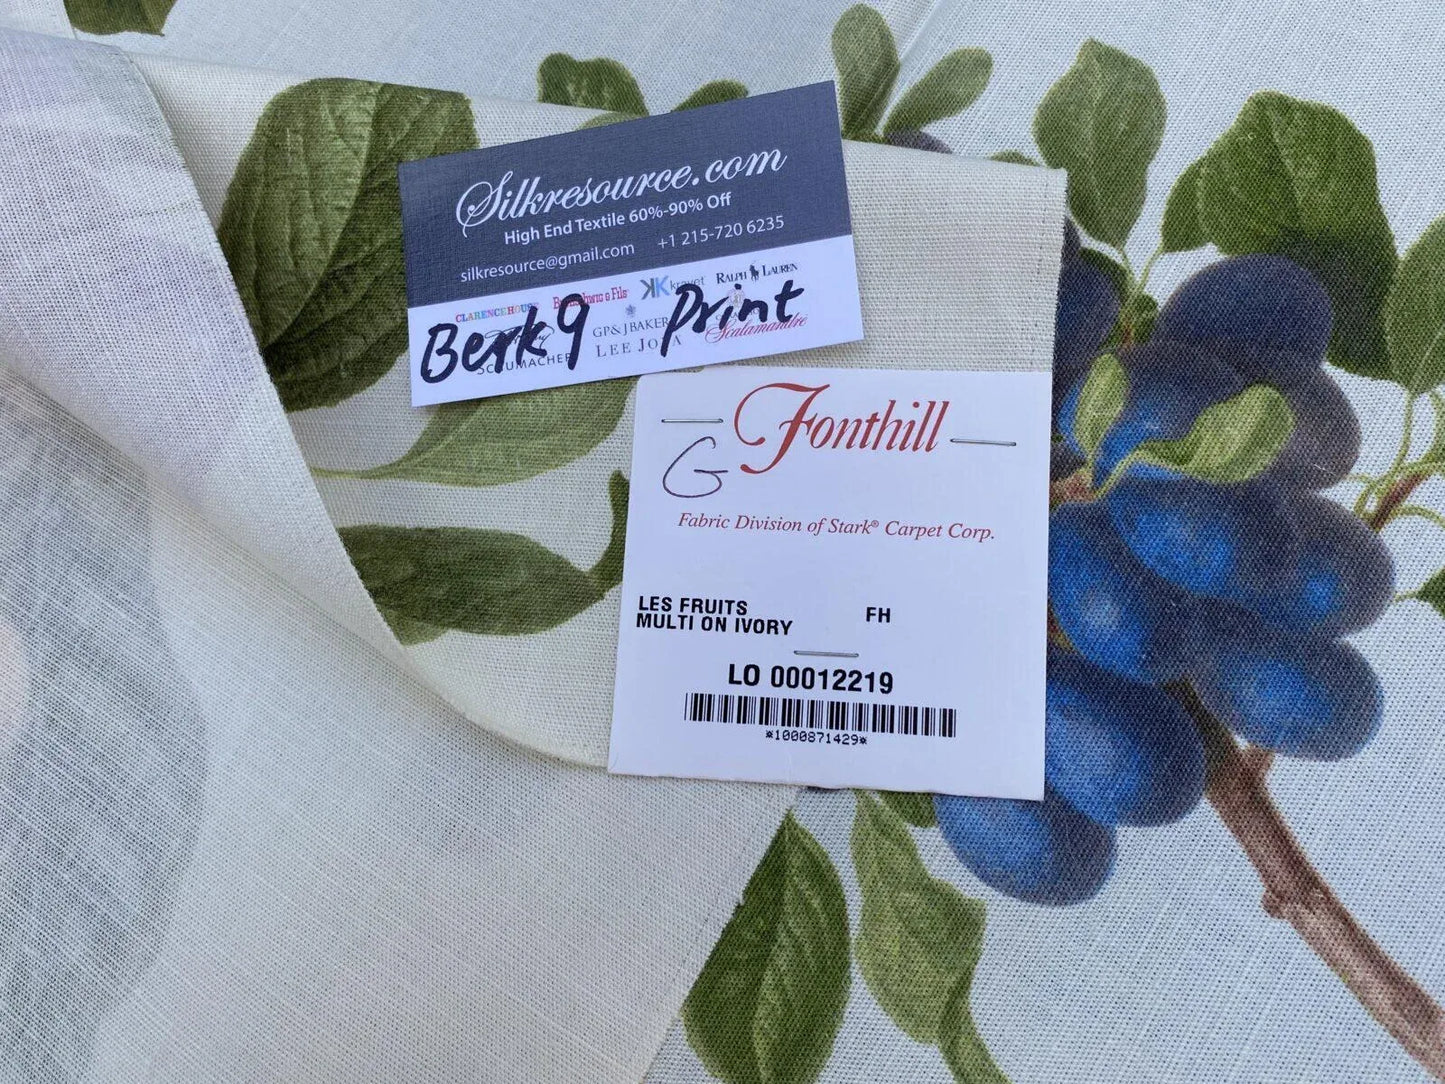 Silkresource.com
High End Textile 60%-90% Off
silkresource@gmail.com +1 215-720 6235
CLARENCE HOUSE kravet RALPH LAUREN
Berk9 Print
GP&JBAKER Scalamandré
SCHUMACHER LEE JOFA
Fonthill
G
Fabric Division of Stark® Carpet Corp.
LES FRUITS FH
MULTI ON IVORY
LO 00012219
*1000871429*